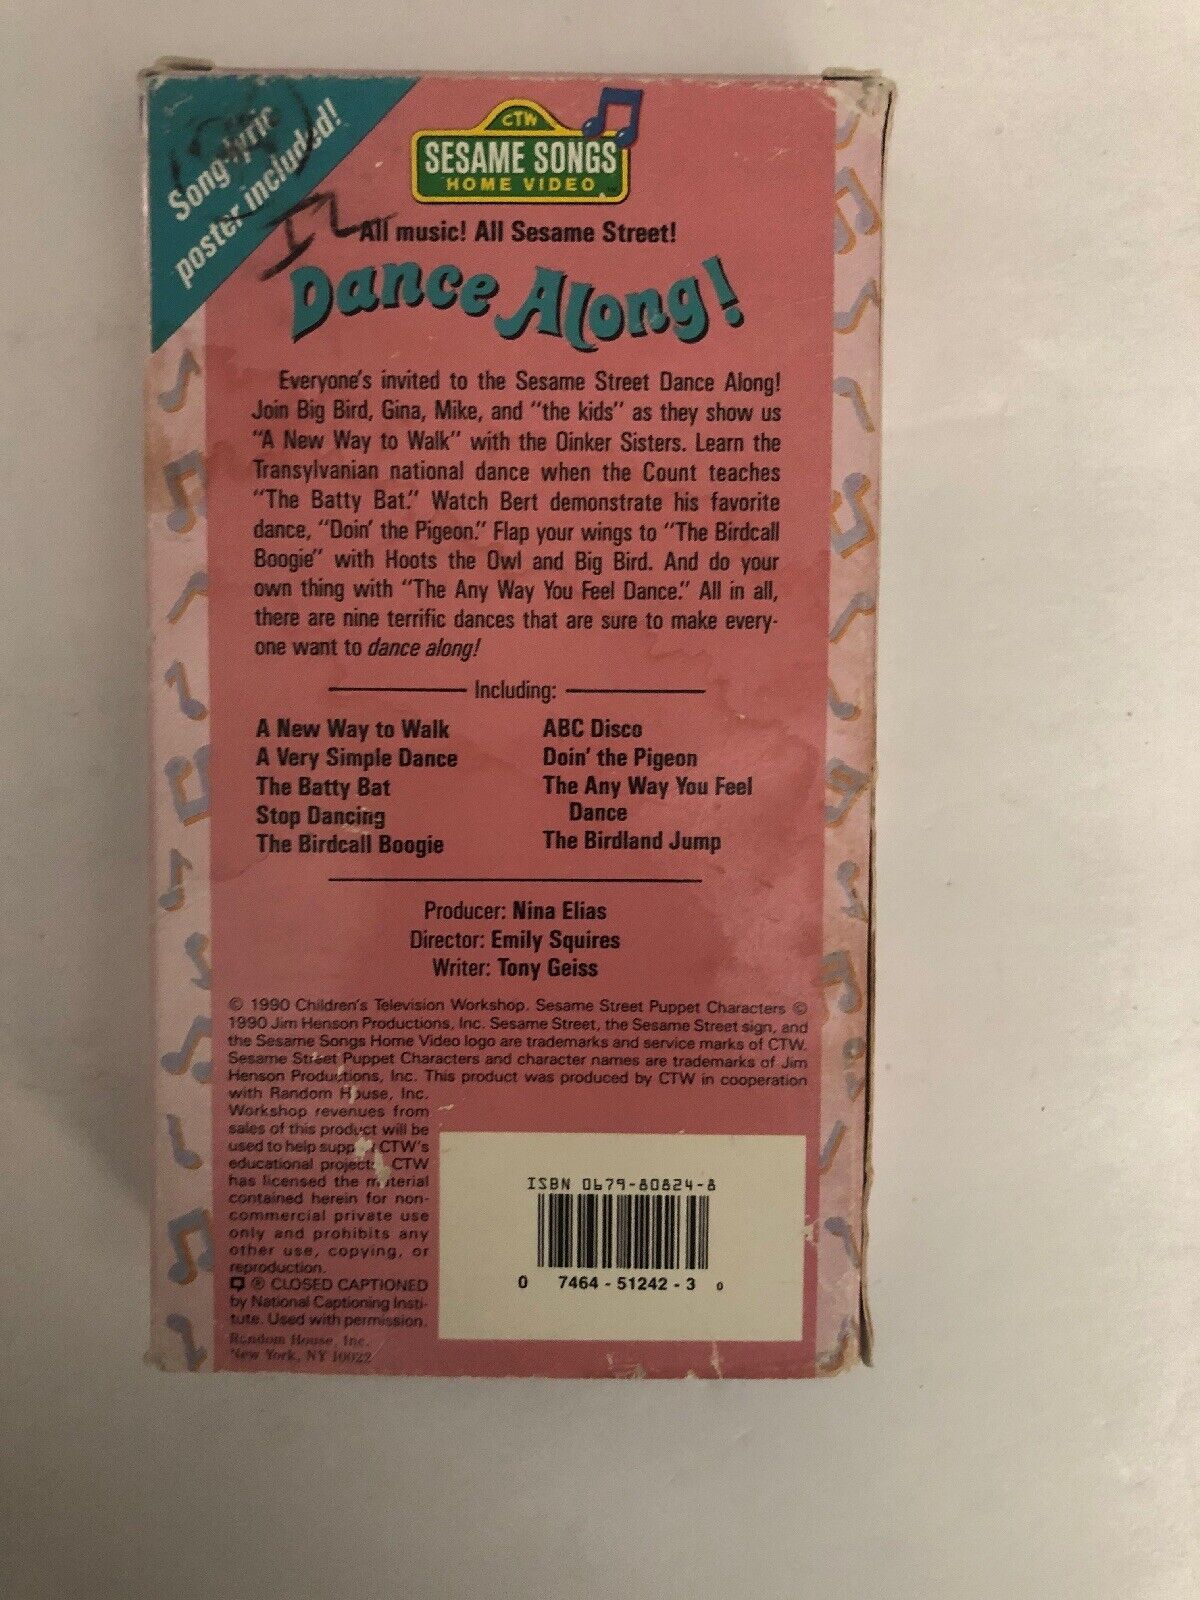 Song-lyric
poster included!
CTW
SESAME SONGS
HOME VIDEO
All music! All Sesame Street!
Dance Along!
Everyone's invited to the Sesame Street Dance Along!
Join Big Bird, Gina, Mike, and "the kids" as they show us
"A New Way to Walk" with the Oinker Sisters. Learn the
Transylvanian national dance when the Count teaches
"The Batty Bat." Watch Bert demonstrate his favorite
dance, "Doin' the Pigeon." Flap your wings to "The Birdcall
Boogie" with Hoots the Owl and Big Bird. And do your
own thing with "The Any Way You Feel Dance." All in all,
there are nine terrific dances that are sure to make every-
one want to dance along!
Including:
A New Way to Walk
A Very Simple Dance
The Batty Bat
Stop Dancing
The Birdcall Boogie
ABC Disco
Doin' the Pigeon
The Any Way You Feel
Dance
The Birdland Jump
Producer: Nina Elias
Director: Emily Squires
Writer: Tony Geiss
© 1990 Children's Television Workshop. Sesame Street Puppet Characters ©
1990 Jim Henson Productions, Inc. Sesame Street, the Sesame Street sign, and
the Sesame Songs Home Video logo are trademarks and service marks of CTW.
Sesame Street Puppet Characters and character names are trademarks of Jim
Henson Productions, Inc. This product was produced by CTW in cooperation
with Random House, Inc.
Workshop revenues from
sales of this product will be
used to help support CTW's
educational projects. CTW
has licensed the material
contained herein for non-
commercial private use
only and prohibits any
other use, copying, or
reproduction.
® CLOSED CAPTIONED
by National Captioning Insti-
tute. Used with permission.
Random House, Inc.
New York, NY 10022
ISBN 0679-80824-8
0 7464-51242-3 0